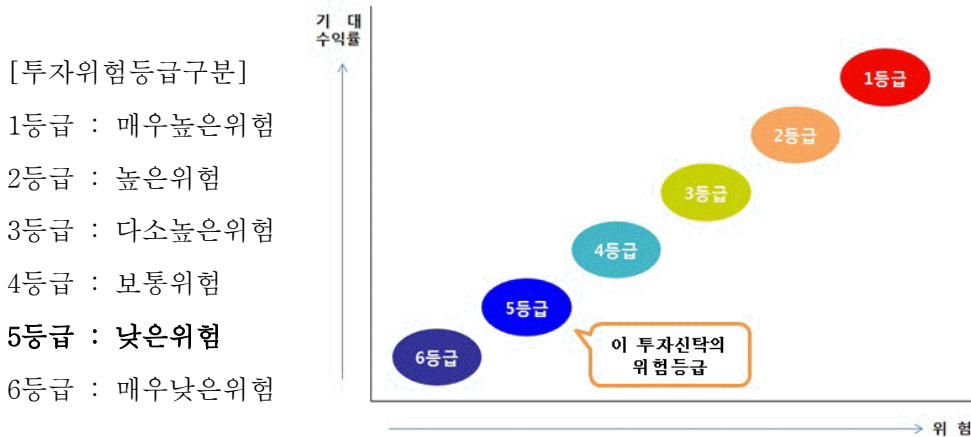 [투자위험등급구분]
1등급 : 매우높은위험
2등급 : 높은위험
3등급 : 다소높은위험
4등급 : 보통위험
5등급 : 낮은위험
6등급 : 매우낮은위험
기 대
수익률
1등급
2등급
3등급
4등급
5등급
6등급
이 투자신탁의
위험등급
위 험